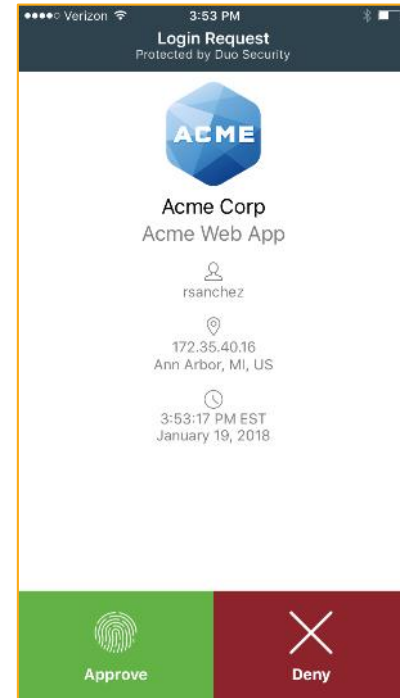 Verizon
3:53 PM
Login Request
Protected by Duo Security
ACME
Acme Corp
Acme Web App
rsanchez
172.35.40.16
Ann Arbor, MI, US
3:53:17 PM EST
January 19, 2018
Approve
Deny